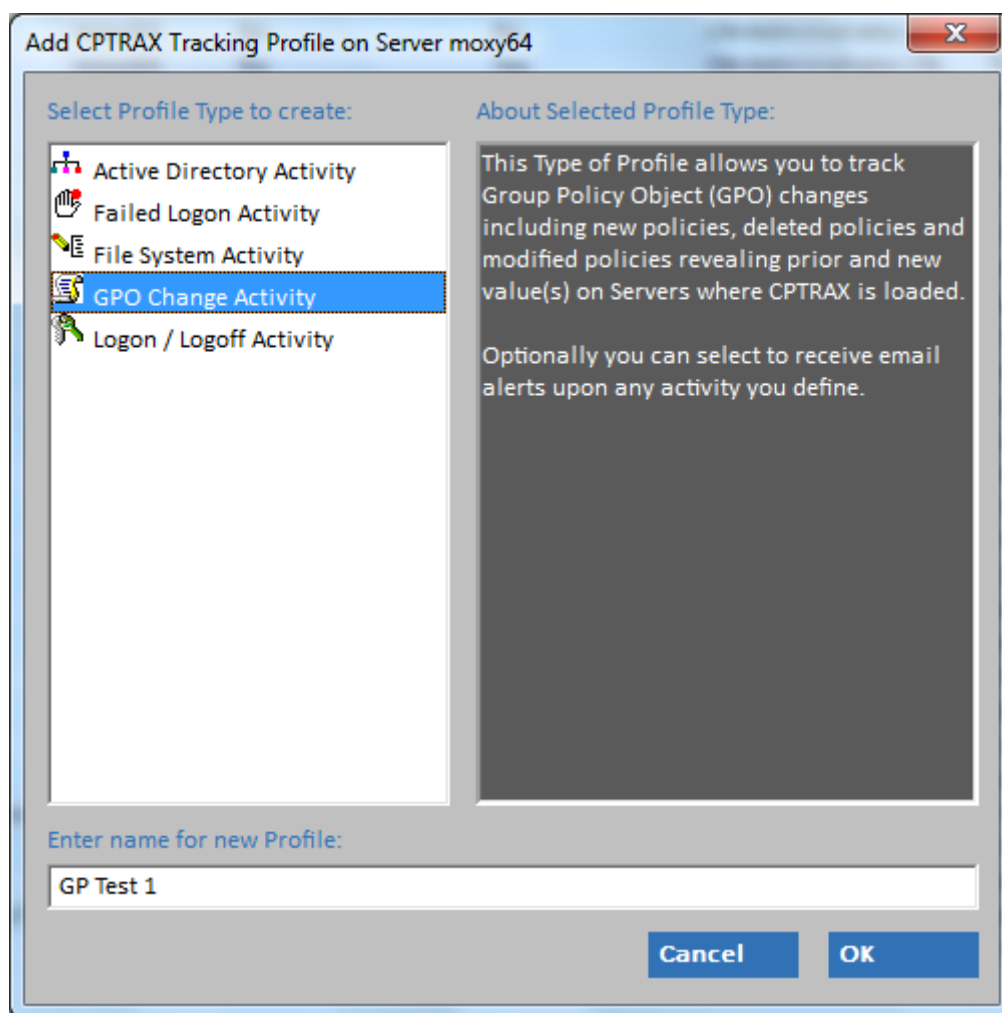 Add CPTRAX Tracking Profile on Server moxy64
Select Profile Type to create:
Active Directory Activity
Failed Logon Activity
File System Activity
GPO Change Activity
Logon / Logoff Activity
About Selected Profile Type:
This Type of Profile allows you to track
Group Policy Object (GPO) changes
including new policies, deleted policies and
modified policies revealing prior and new
value(s) on Servers where CPTRAX is loaded.
Optionally you can select to receive email
alerts upon any activity you define.
Enter name for new Profile:
GP Test 1
Cancel
OK